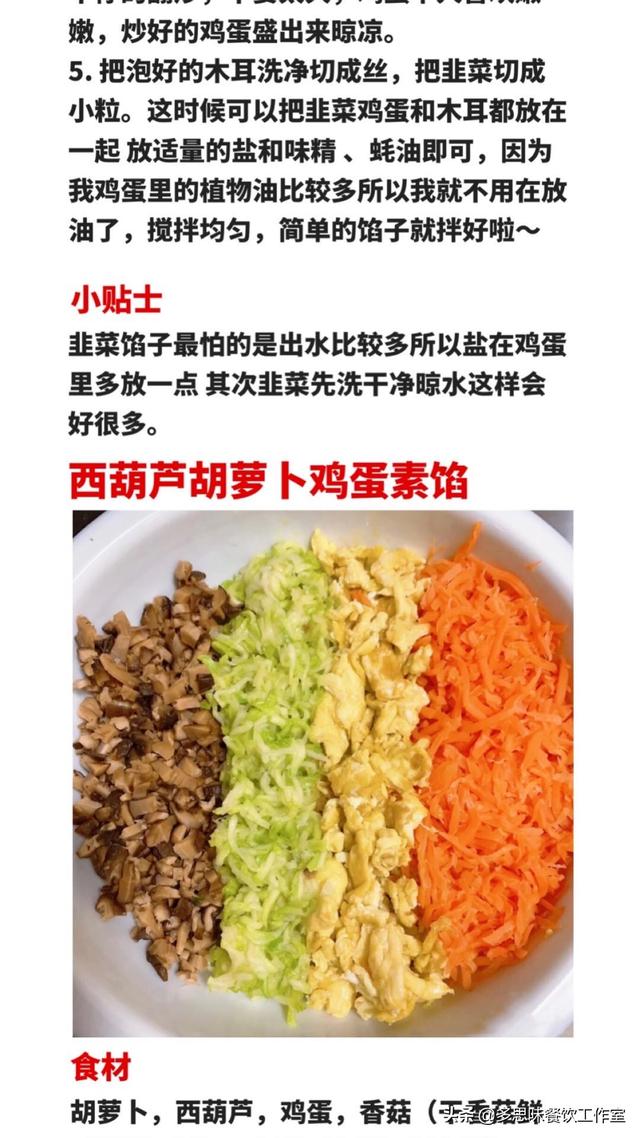 嫩，炒好的鸡蛋盛出来晾凉。
5. 把泡好的木耳洗净切成丝，把韭菜切成
小粒。这时候可以把韭菜鸡蛋和木耳都放在
一起 放适量的盐和味精 、蚝油即可，因为
我鸡蛋里的植物油比较多所以我就不用在放
油了，搅拌均匀，简单的馅子就拌好啦～
小贴士
韭菜馅子最怕的是出水比较多所以盐在鸡蛋
里多放一点 其次韭菜先洗干净晾水这样会
好很多。
西葫芦胡萝卜鸡蛋素馅
食材
胡萝卜，西葫芦，鸡蛋，香菇（干香菇鲜
头条 @多思味餐饮工作室